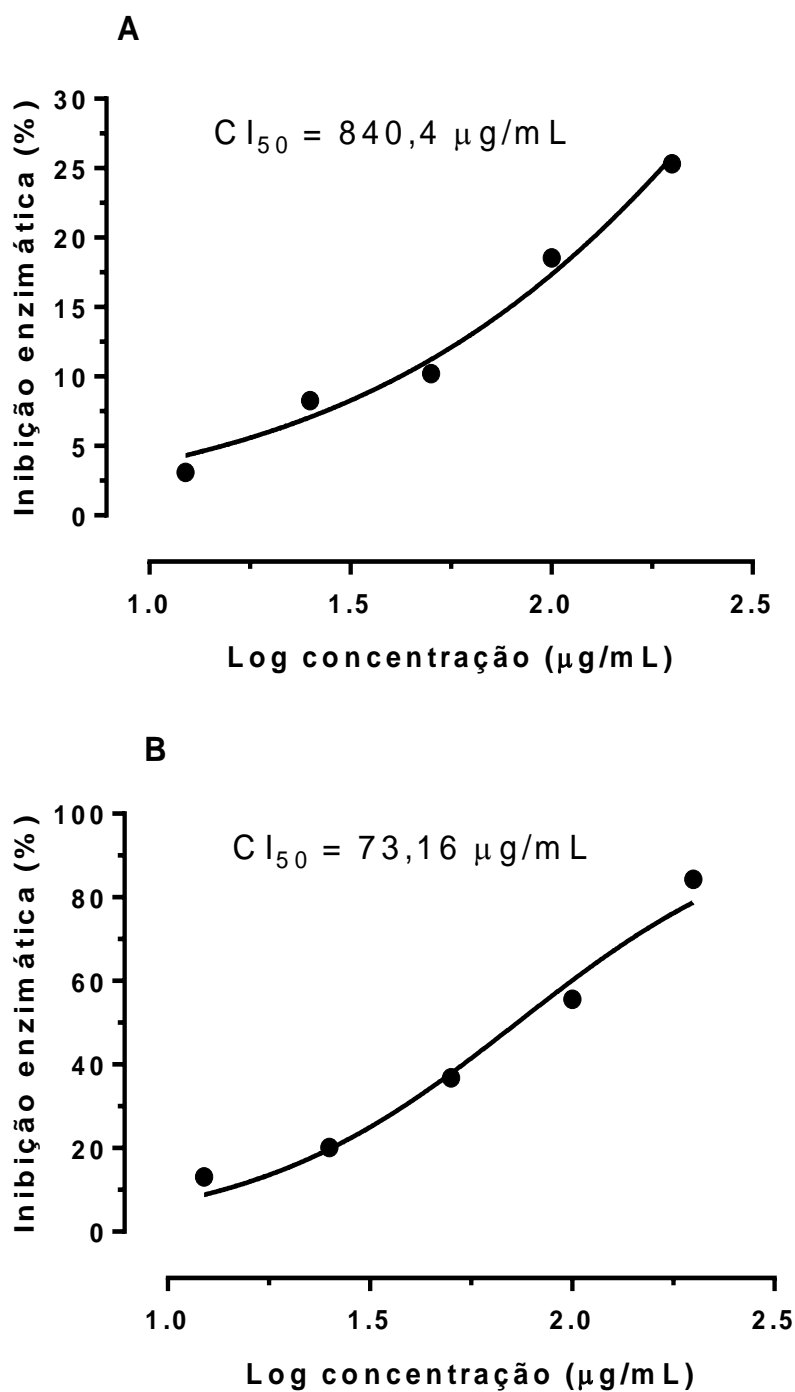 A
CI50 = 840,4 μg/mL
Inibição enzimática (%)
30
25
20
15
10
5
0
1.0 1.5 2.0 2.5
Log concentração (μg/mL)
B
CI50 = 73,16 μg/mL
Inibição enzimática (%)
100
80
60
40
20
0
1.0 1.5 2.0 2.5
Log concentração (μg/mL)